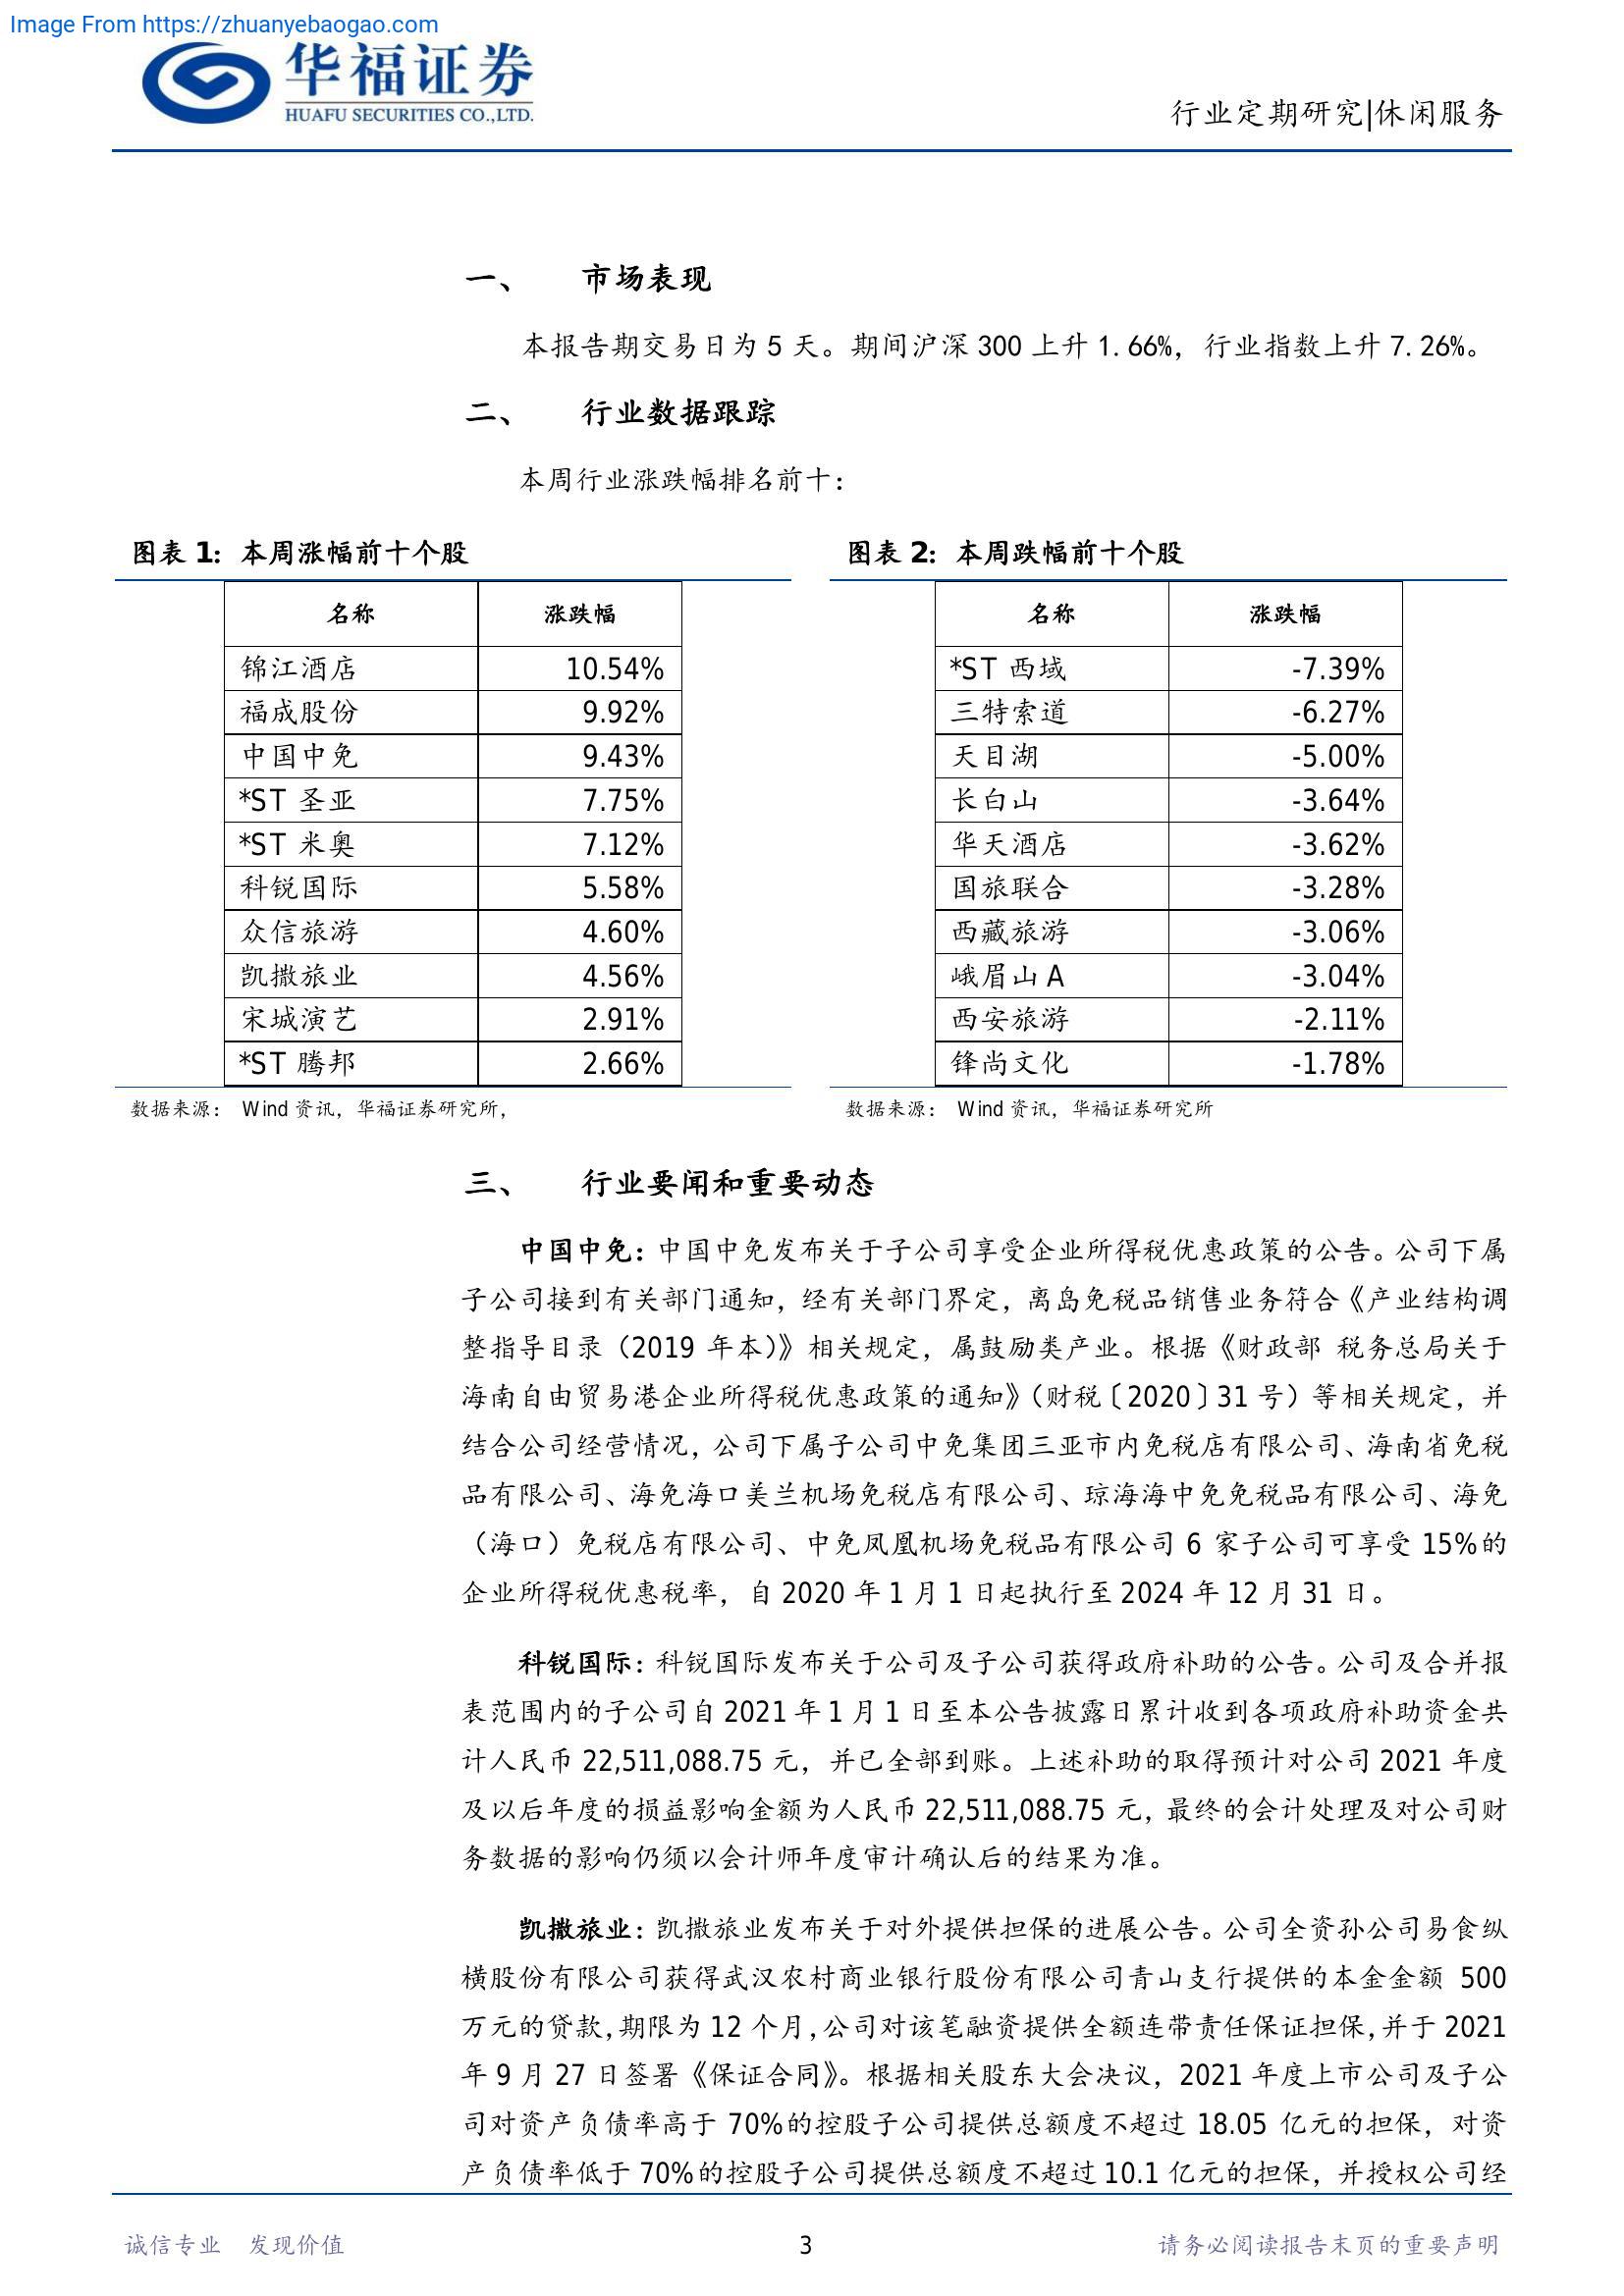 Image From https://zhuanyebaogao.com
华福证券
HUAFU SECURITIES CO.,LTD.
行业定期研究|休闲服务
一、 市场表现
本报告期交易日为 5 天。期间沪深 300 上升 1.66%，行业指数上升 7.26%。
二、 行业数据跟踪
本周行业涨跌幅排名前十：
图表 1：本周涨幅前十个股
名称 涨跌幅
锦江酒店 10.54%
福成股份 9.92%
中国中免 9.43%
*ST 圣亚 7.75%
*ST 米奥 7.12%
科锐国际 5.58%
众信旅游 4.60%
凯撒旅业 4.56%
宋城演艺 2.91%
*ST 腾邦 2.66%
数据来源： Wind 资讯，华福证券研究所，
图表 2：本周跌幅前十个股
名称 涨跌幅
*ST 西域 -7.39%
三特索道 -6.27%
天目湖 -5.00%
长白山 -3.64%
华天酒店 -3.62%
国旅联合 -3.28%
西藏旅游 -3.06%
峨眉山 A -3.04%
西安旅游 -2.11%
锋尚文化 -1.78%
数据来源： Wind 资讯，华福证券研究所
三、 行业要闻和重要动态
中国中免：中国中免发布关于子公司享受企业所得税优惠政策的公告。公司下属
子公司接到有关部门通知，经有关部门界定，离岛免税品销售业务符合《产业结构调
整指导目录（2019 年本）》相关规定，属鼓励类产业。根据《财政部 税务总局关于
海南自由贸易港企业所得税优惠政策的通知》（财税〔2020〕31 号）等相关规定，并
结合公司经营情况，公司下属子公司中免集团三亚市内免税店有限公司、海南省免税
品有限公司、海免海口美兰机场免税店有限公司、琼海海中免免税品有限公司、海免
（海口）免税店有限公司、中免凤凰机场免税品有限公司 6 家子公司可享受 15%的
企业所得税优惠税率，自 2020 年 1 月 1 日起执行至 2024 年 12 月 31 日。
科锐国际：科锐国际发布关于公司及子公司获得政府补助的公告。公司及合并报
表范围内的子公司自 2021 年 1 月 1 日至本公告披露日累计收到各项政府补助资金共
计人民币 22,511,088.75 元，并已全部到账。上述补助的取得预计对公司 2021 年度
及以后年度的损益影响金额为人民币 22,511,088.75 元，最终的会计处理及对公司财
务数据的影响仍须以会计师年度审计确认后的结果为准。
凯撒旅业：凯撒旅业发布关于对外提供担保的进展公告。公司全资孙公司易食纵
横股份有限公司获得武汉农村商业银行股份有限公司青山支行提供的本金金额 500
万元的贷款，期限为 12 个月，公司对该笔融资提供全额连带责任保证担保，并于 2021
年 9 月 27 日签署《保证合同》。根据相关股东大会决议，2021 年度上市公司及子公
司对资产负债率高于 70%的控股子公司提供总额度不超过 18.05 亿元的担保，对资
产负债率低于 70%的控股子公司提供总额度不超过 10.1 亿元的担保，并授权公司经
诚信专业 发现价值
3
请务必阅读报告末页的重要声明